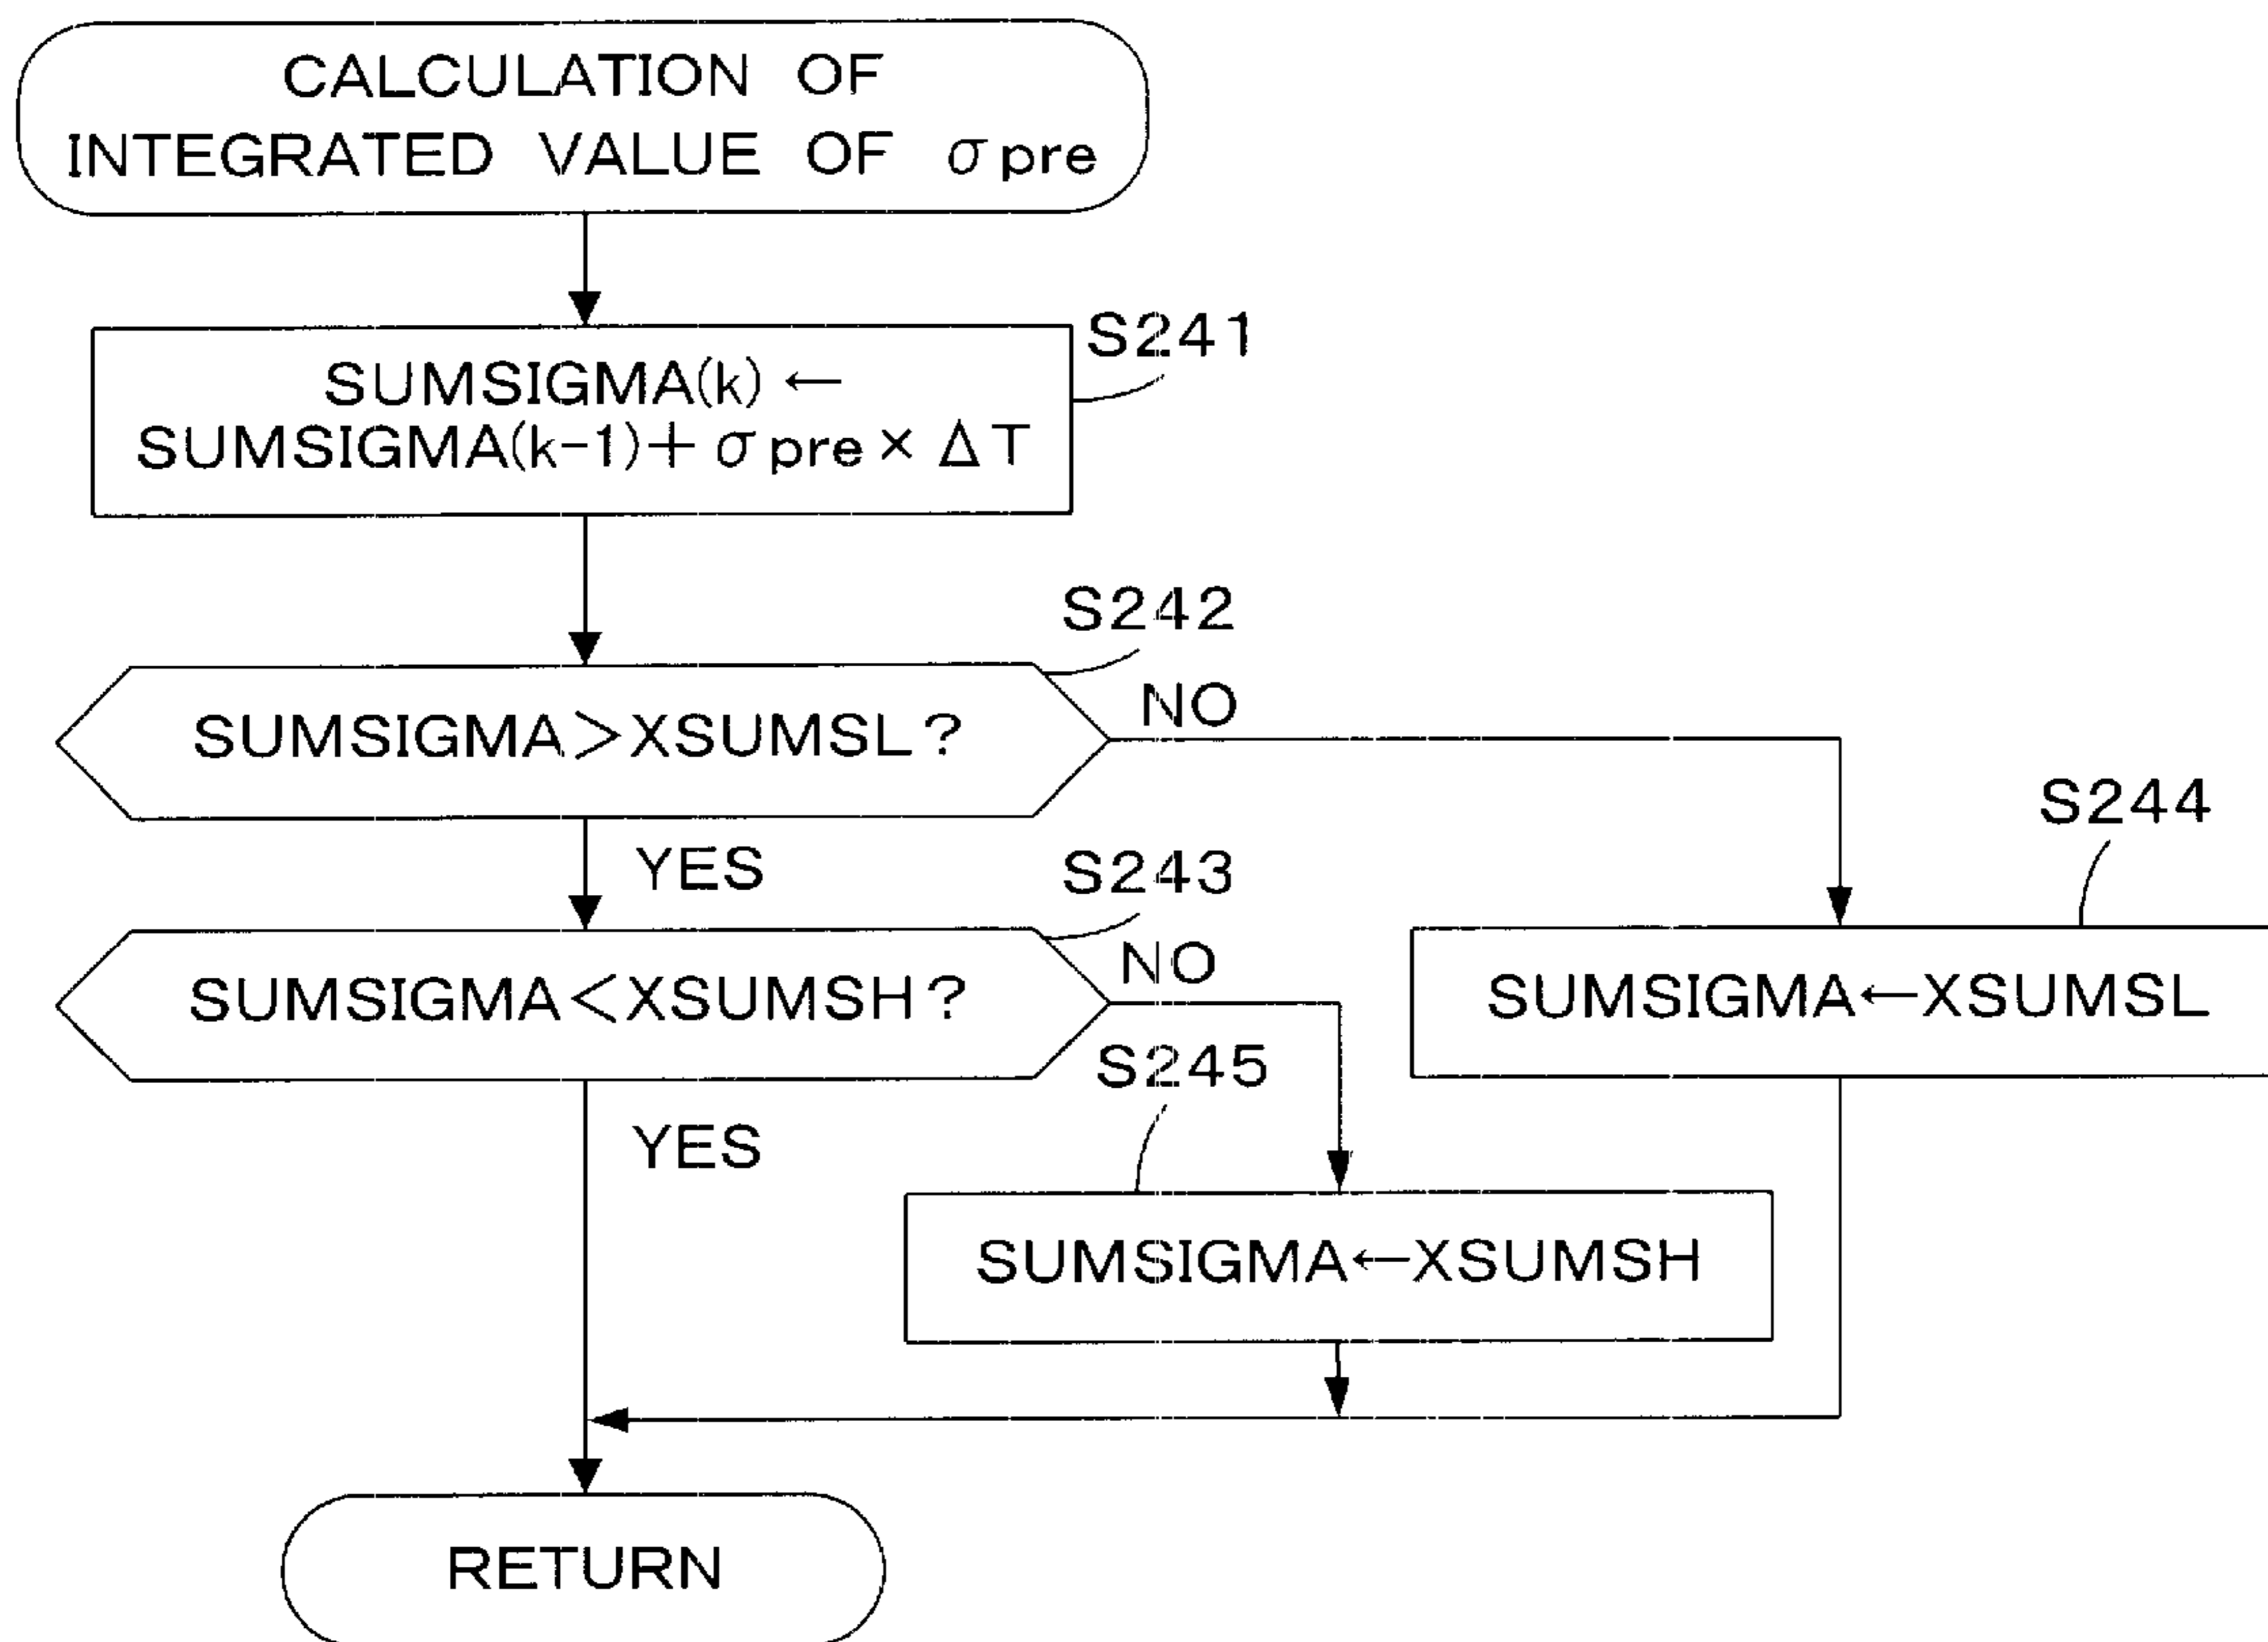 CALCULATION OF
INTEGRATED VALUE OF σpre
S241
SUMSIGMA(k) ←
SUMSIGMA(k-1)+ σpre × ΔT
S242
SUMSIGMA>XSUMSL?
NO
YES
S243
S244
SUMSIGMA<XSUMSH?
NO
SUMSIGMA←XSUMSL
S245
YES
SUMSIGMA←XSUMSH
RETURN